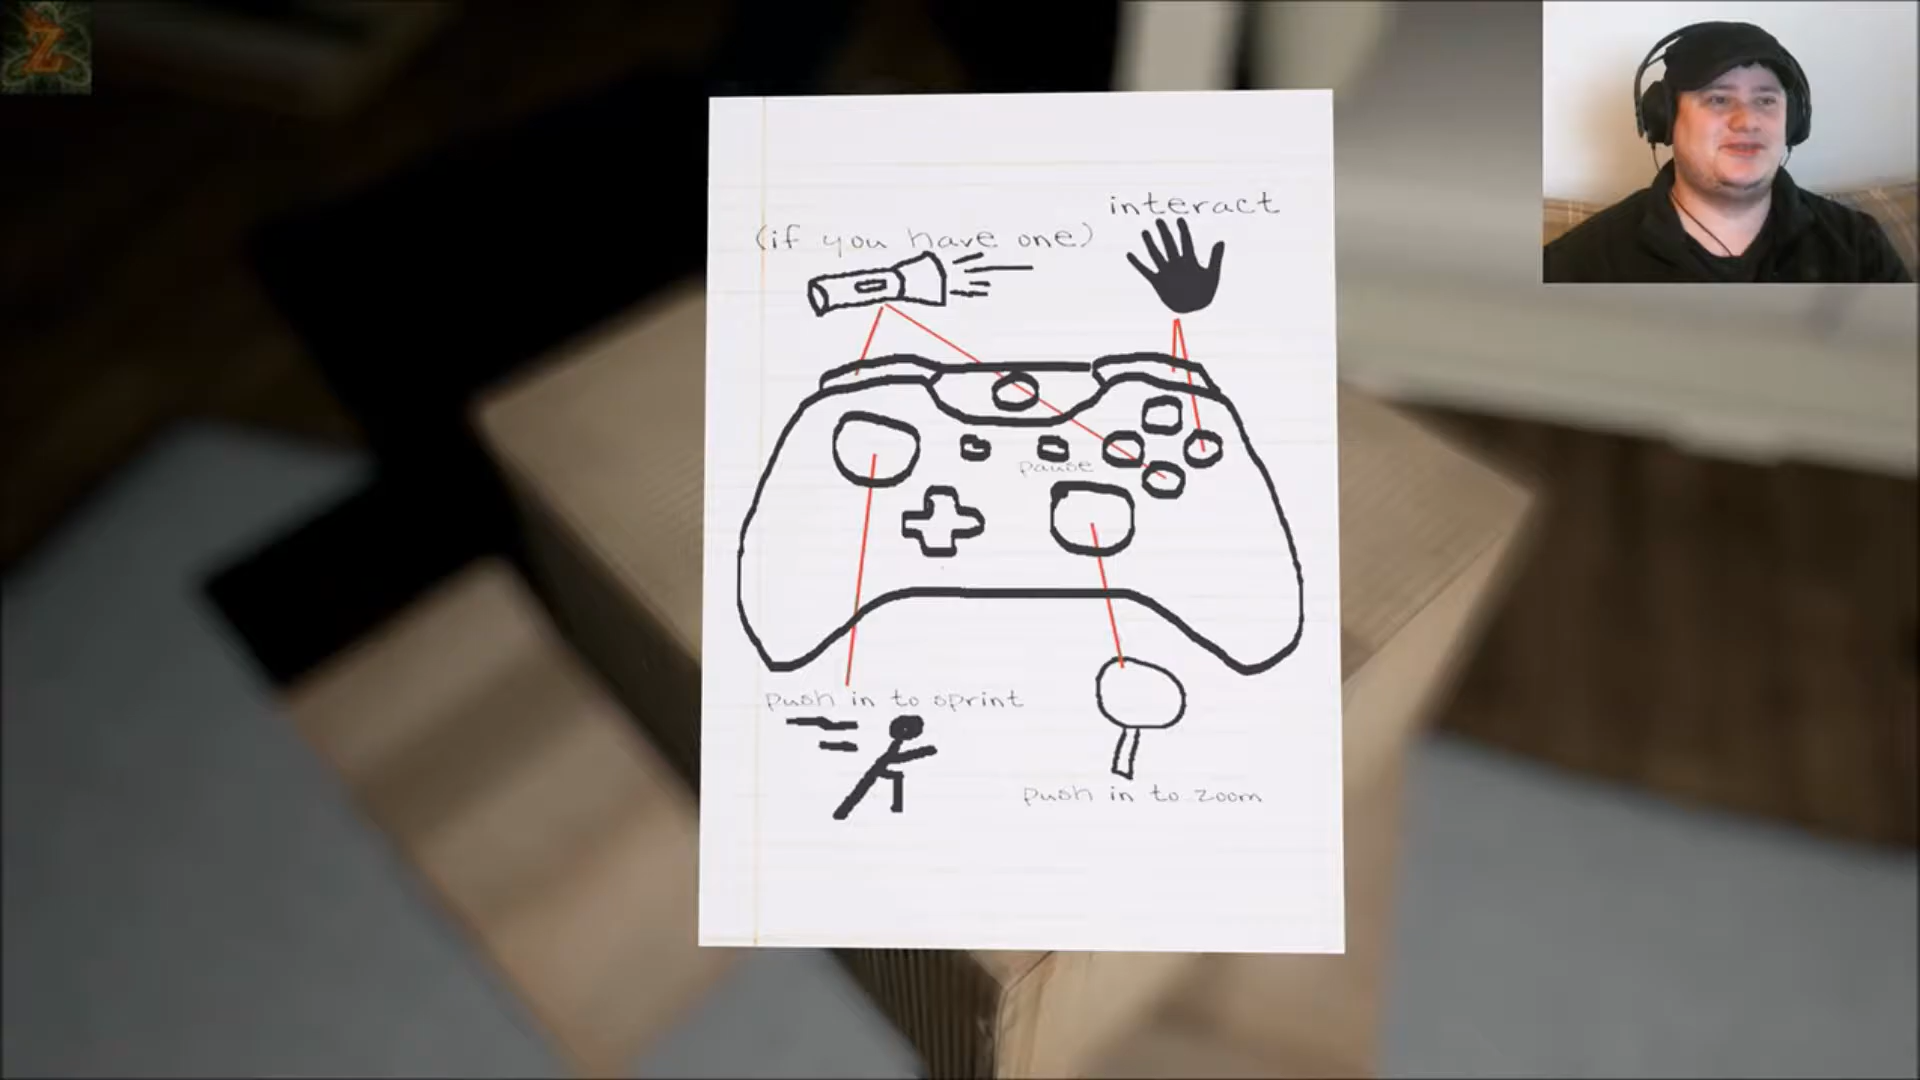 Z
interact
(if you have one)
pause
push in to sprint
push in to zoom